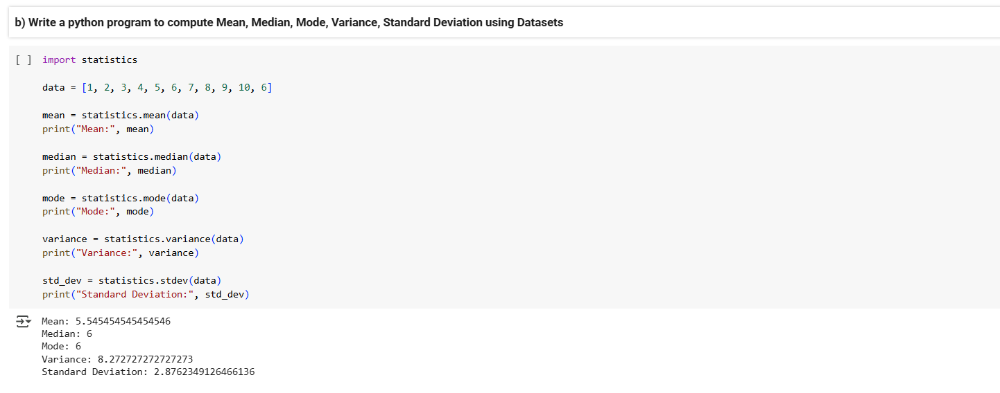 b) Write a python program to compute Mean, Median, Mode, Variance, Standard Deviation using Datasets
[ ] import statistics
data = [1, 2, 3, 4, 5, 6, 7, 8, 9, 10, 6]
mean = statistics.mean(data)
print("Mean:", mean)
median = statistics.median(data)
print("Median:", median)
mode = statistics.mode(data)
print("Mode:", mode)
variance = statistics.variance(data)
print("Variance:", variance)
std_dev = statistics.stdev(data)
print("Standard Deviation:", std_dev)
Mean: 5.545454545454546
Median: 6
Mode: 6
Variance: 8.272727272727273
Standard Deviation: 2.8762349126466136